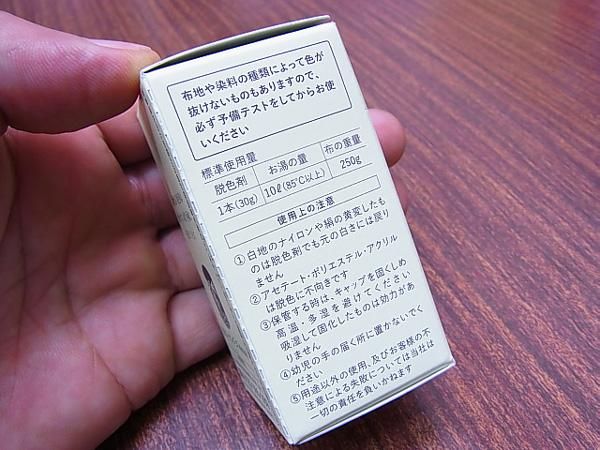 布地や染料の種類によって色が
抜けないものもありますので、
必ず予備テストをしてからお使
いください
標準使用量
脱色剤 お湯の量 布の重量
1本(30g) 10ℓ(85℃以上) 250g
使用上の注意
①白地のナイロンや絹の黄変したも
のは脱色剤でも元の白さには戻り
ません
②アセテート・ポリエステル・アクリル
は脱色に不向きです
③保管する時は、キャップを固くしめ
高温・多湿を避けてください
吸湿して固化したものは効力があ
りません
④幼児の手の届く所に置かないでく
ださい
⑤用途以外の使用、及びお客様の不
注意による失敗については当社は
一切の責任を負いかねます